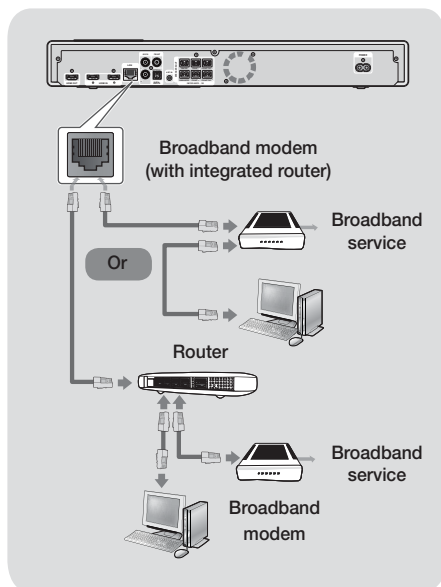 Broadband modem
(with integrated router)
Broadband
service
Or
Router
Broadband
service
Broadband
modem